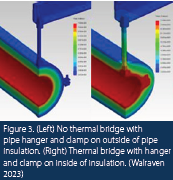 Figure 3. (Left) No thermal bridge with
pipe hanger and clamp on outside of pipe
insulation. (Right) Thermal bridge with hanger
and clamp on inside of insulation. (Walraven
2023)